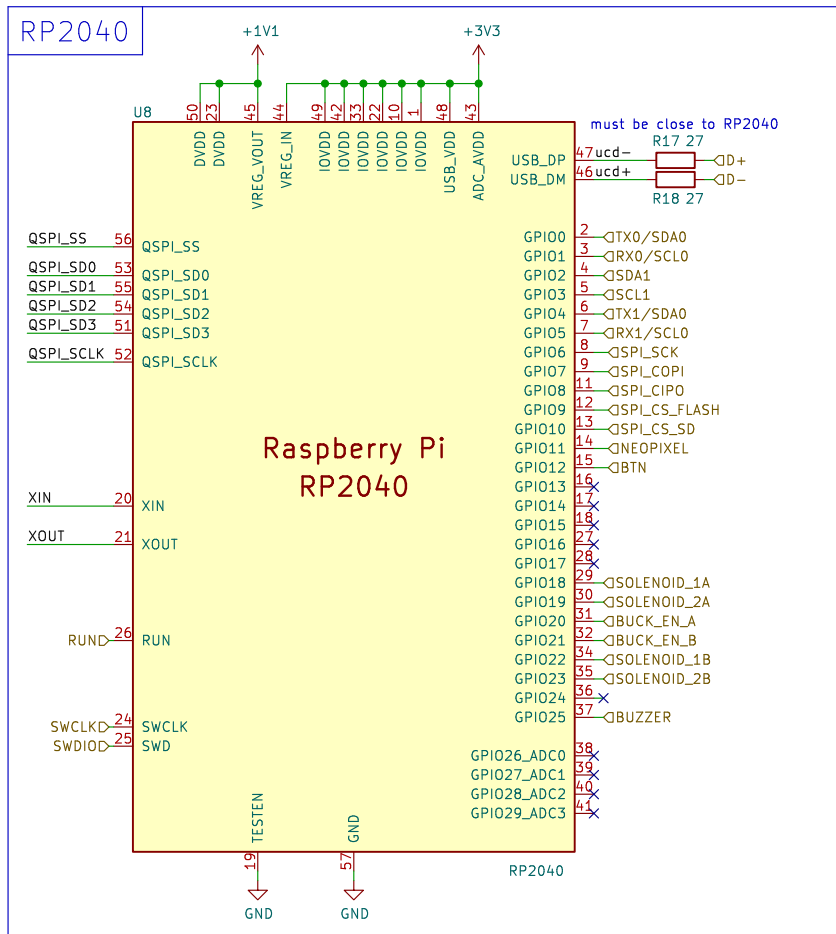 RP2040
+1V1
+3V3
U8
50
23
45
44
49
42
33
22
10
1
48
43
must be close to RP2040
DVDD
DVDD
VREG_VOUT
VREG_IN
IOVDD
IOVDD
IOVDD
IOVDD
IOVDD
IOVDD
USB_VDD
ADC_AVDD
R17 27
USB_DP 47 ucd- D+
USB_DM 46 ucd+ D-
R18 27
QSPI_SS 56 QSPI_SS
QSPI_SD0 53 QSPI_SD0
QSPI_SD1 55 QSPI_SD1
QSPI_SD2 54 QSPI_SD2
QSPI_SD3 51 QSPI_SD3
QSPI_SCLK 52 QSPI_SCLK
XIN 20 XIN
XOUT 21 XOUT
RUN 26 RUN
SWCLK 24 SWCLK
SWDIO 25 SWD
Raspberry Pi
RP2040
GPIO0 2 TX0/SDA0
GPIO1 3 RX0/SCL0
GPIO2 4 SDA1
GPIO3 5 SCL1
GPIO4 6 TX1/SDA0
GPIO5 7 RX1/SCL0
GPIO6 8 SPI_SCK
GPIO7 9 SPI_COPI
GPIO8 11 SPI_CIPO
GPIO9 12 SPI_CS_FLASH
GPIO10 13 SPI_CS_SD
GPIO11 14 NEOPIXEL
GPIO12 15 BTN
GPIO13 16
GPIO14 17
GPIO15 18
GPIO16 27
GPIO17 28
GPIO18 29 SOLENOID_1A
GPIO19 30 SOLENOID_2A
GPIO20 31 BUCK_EN_A
GPIO21 32 BUCK_EN_B
GPIO22 34 SOLENOID_1B
GPIO23 35 SOLENOID_2B
GPIO24 36
GPIO25 37 BUZZER
GPIO26_ADC0 38
GPIO27_ADC1 39
GPIO28_ADC2 40
GPIO29_ADC3 41
TESTEN
GND
19
57
RP2040
GND
GND